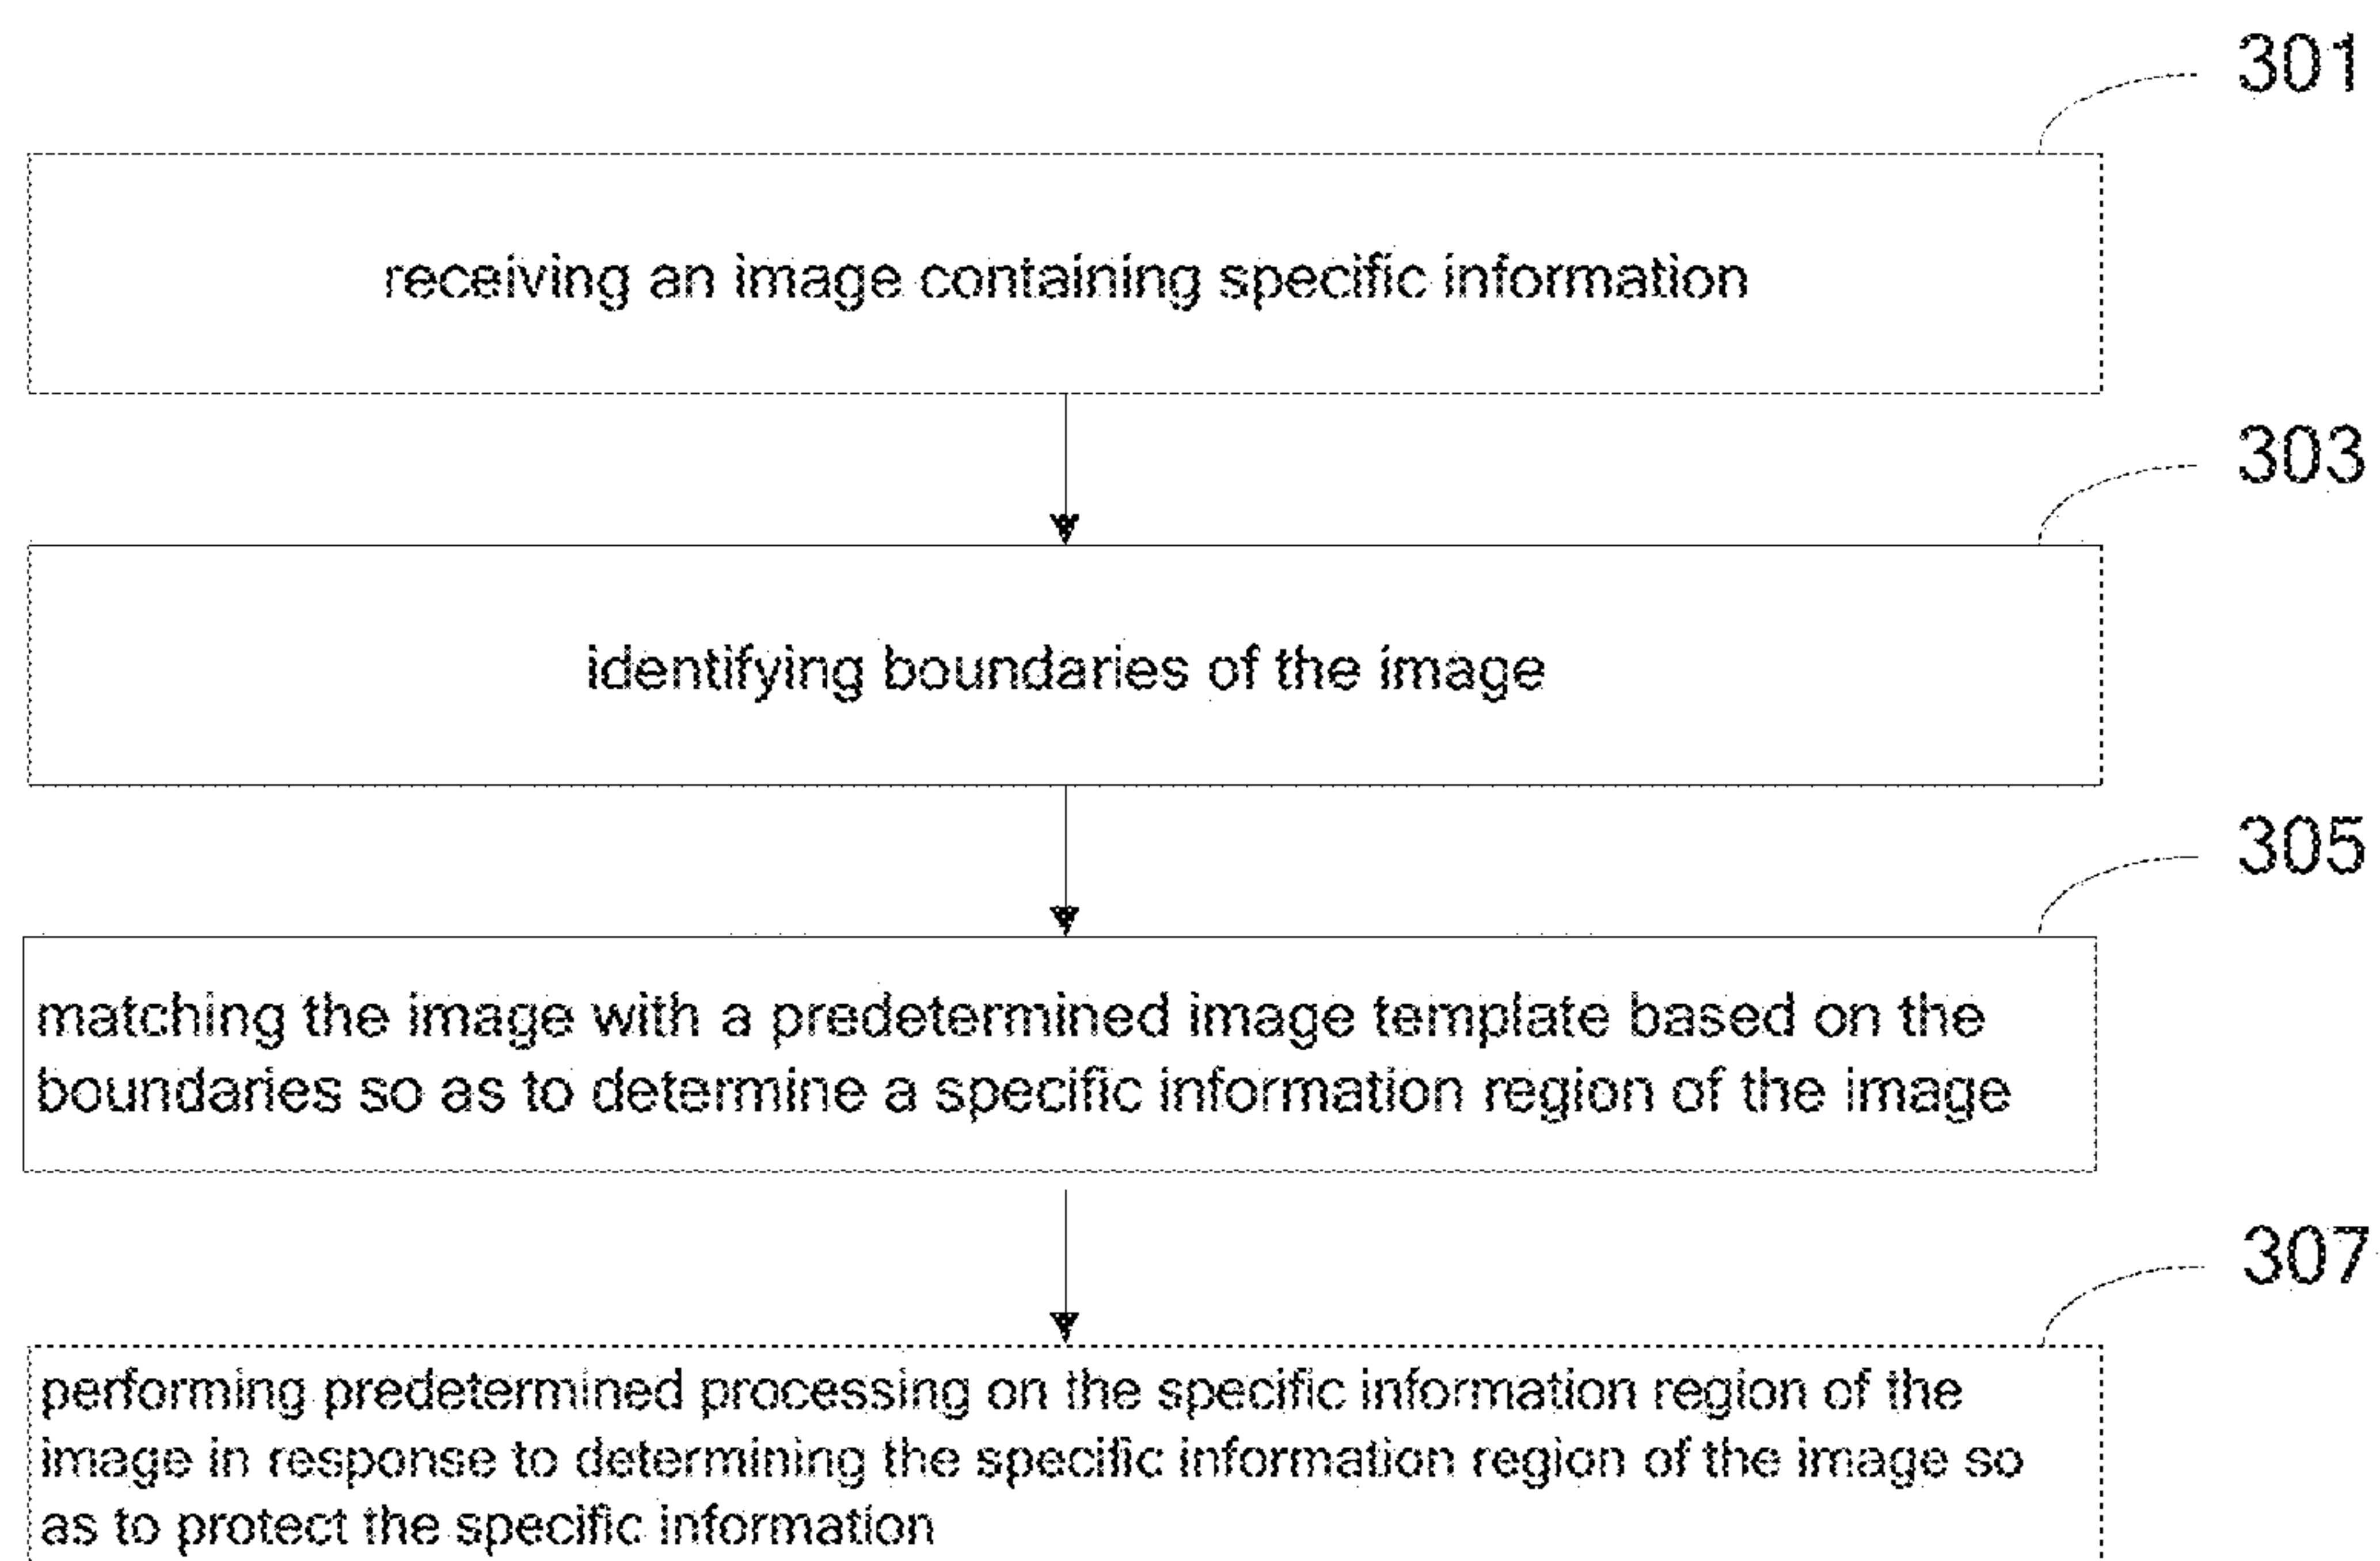 301
receiving an image containing specific information
303
identifying boundaries of the image
305
matching the image with a predetermined image template based on the
boundaries so as to determine a specific information region of the image
307
performing predetermined processing on the specific information region of the
image in response to determining the specific information region of the image so
as to protect the specific information